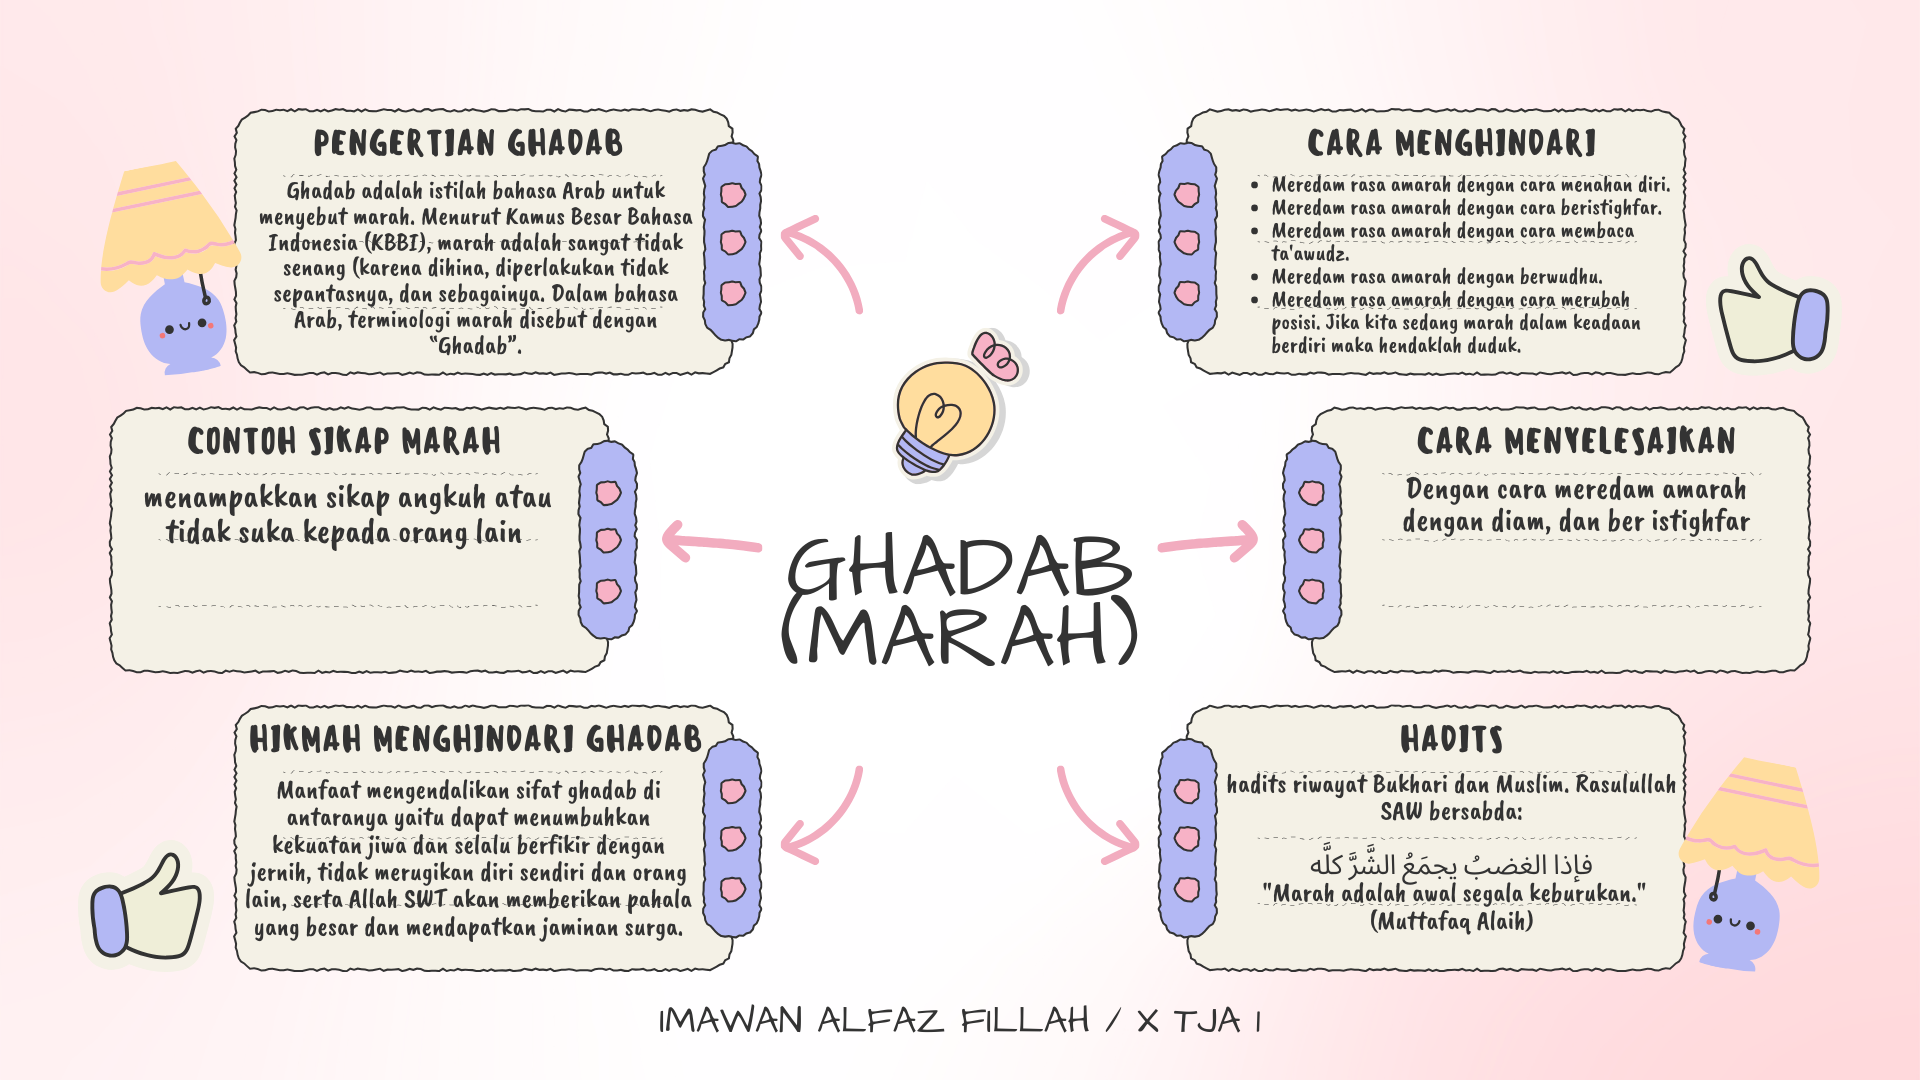 PENGERTIAN GHADAB
Ghadab adalah istilah bahasa Arab untuk
menyebut marah. Menurut Kamus Besar Bahasa
Indonesia (KBBI), marah adalah sangat tidak
senang (karena dihina, diperlakukan tidak
sepantasnya, dan sebagainya. Dalam bahasa
Arab, terminologi marah disebut dengan
“Ghadab”.
CARA MENGHINDARI
• Meredam rasa amarah dengan cara menahan diri.
• Meredam rasa amarah dengan cara beristighfar.
• Meredam rasa amarah dengan cara membaca
ta'awudz.
• Meredam rasa amarah dengan berwudhu.
• Meredam rasa amarah dengan cara merubah
posisi. Jika kita sedang marah dalam keadaan
berdiri maka hendaklah duduk.
CONTOH SIKAP MARAH
menampakkan sikap angkuh atau
tidak suka kepada orang lain
GHADAB
(MARAH)
CARA MENYELESAIKAN
Dengan cara meredam amarah
dengan diam, dan ber istighfar
HIKMAH MENGHINDARI GHADAB
Manfaat mengendalikan sifat ghadab di
antaranya yaitu dapat menumbuhkan
kekuatan jiwa dan selalu berfikir dengan
jernih, tidak merugikan diri sendiri dan orang
lain, serta Allah SWT akan memberikan pahala
yang besar dan mendapatkan jaminan surga.
HADITS
hadits riwayat Bukhari dan Muslim. Rasulullah
SAW bersabda:
فإذا الغضبُ يجمَعُ الشَّرَّ كلَّه
"Marah adalah awal segala keburukan."
(Muttafaq Alaih)
IMAWAN ALFAZ FILLAH / X TJA 1